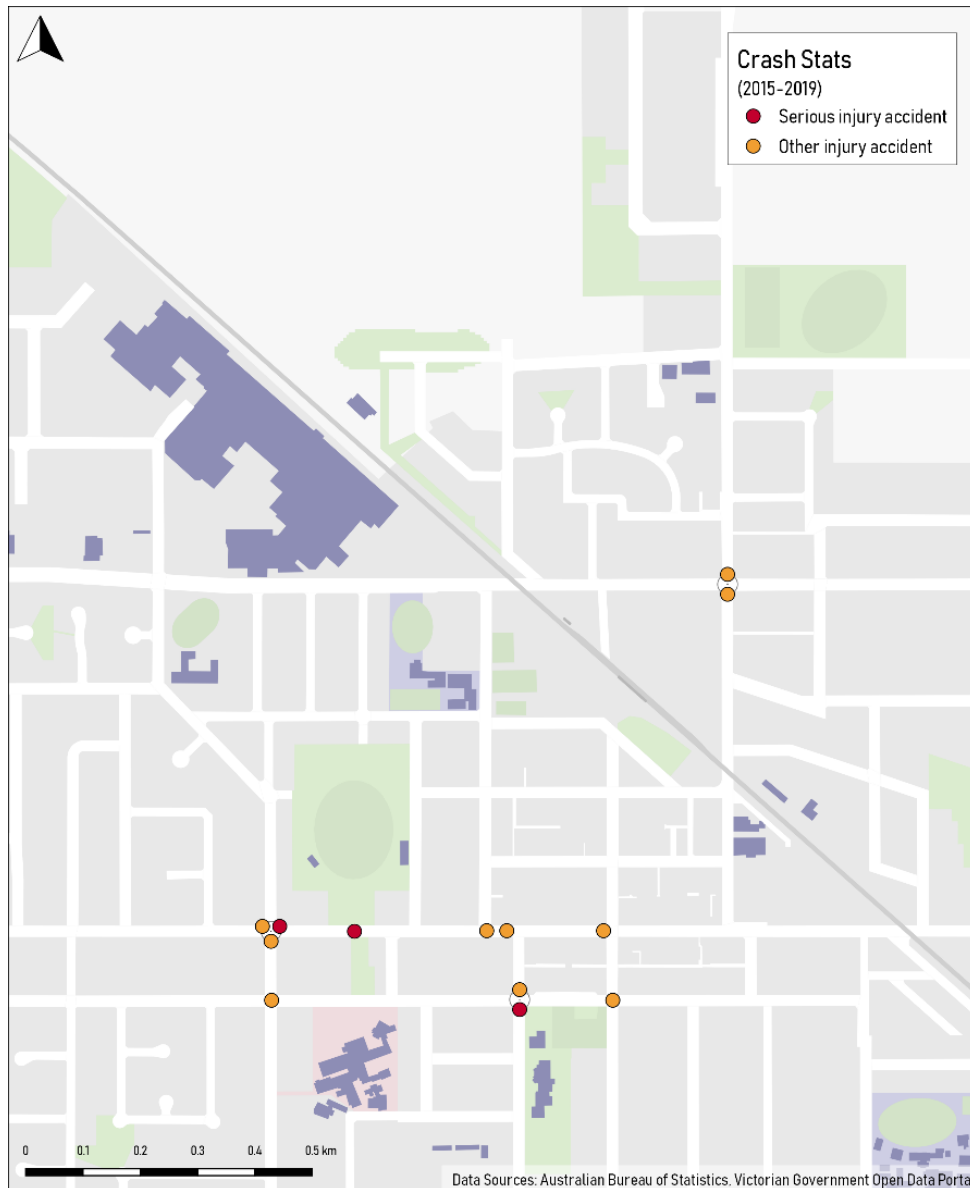 Crash Stats
(2015-2019)
Serious injury accident
Other injury accident
0 0.1 0.2 0.3 0.4 0.5 km
Data Sources: Australian Bureau of Statistics, Victorian Government Open Data Porta